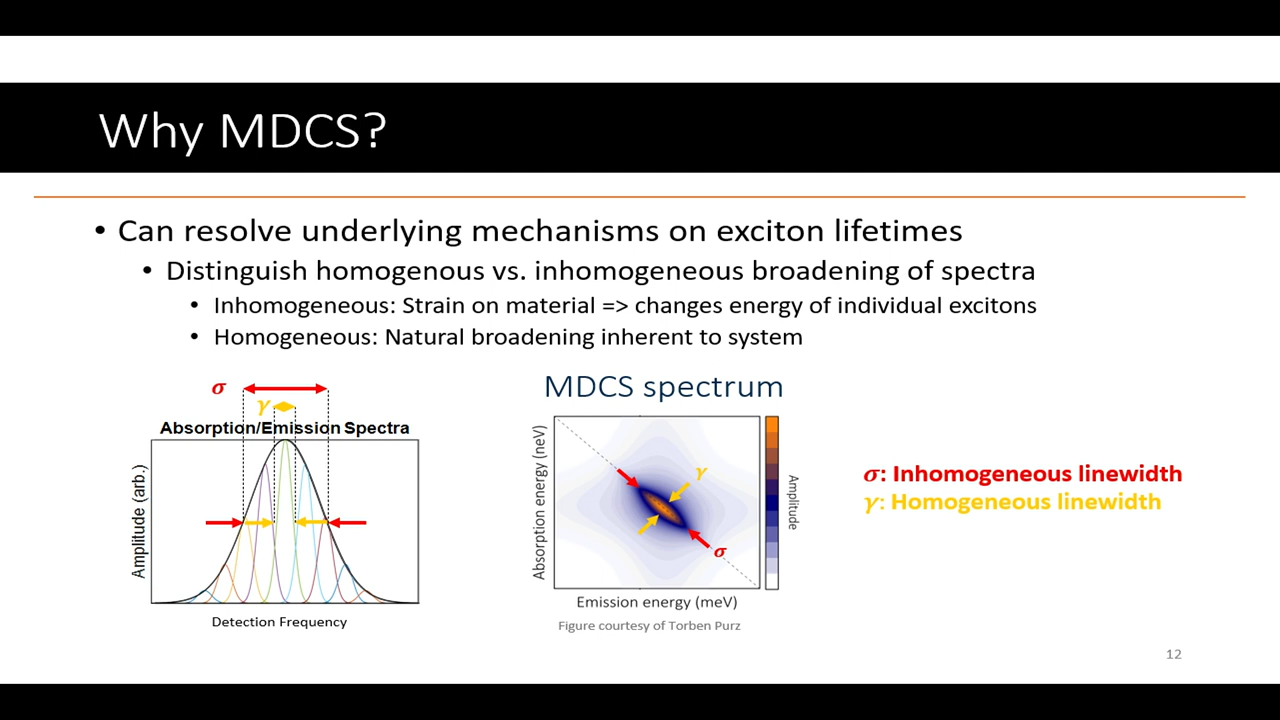 Why MDCS?
• Can resolve underlying mechanisms on exciton lifetimes
• Distinguish homogenous vs. inhomogeneous broadening of spectra
• Inhomogeneous: Strain on material => changes energy of individual excitons
• Homogeneous: Natural broadening inherent to system
σ
γ
Absorption/Emission Spectra
Amplitude (arb.)
Detection Frequency
MDCS spectrum
Absorption energy (neV)
γ
σ
Amplitude
Emission energy (meV)
Figure courtesy of Torben Purz
σ: Inhomogeneous linewidth
γ: Homogeneous linewidth
12